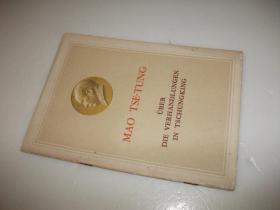 MAO TSE-TUNG
ÜBER
DIE VERHANDLUNGEN
IN TSCHUNGKING